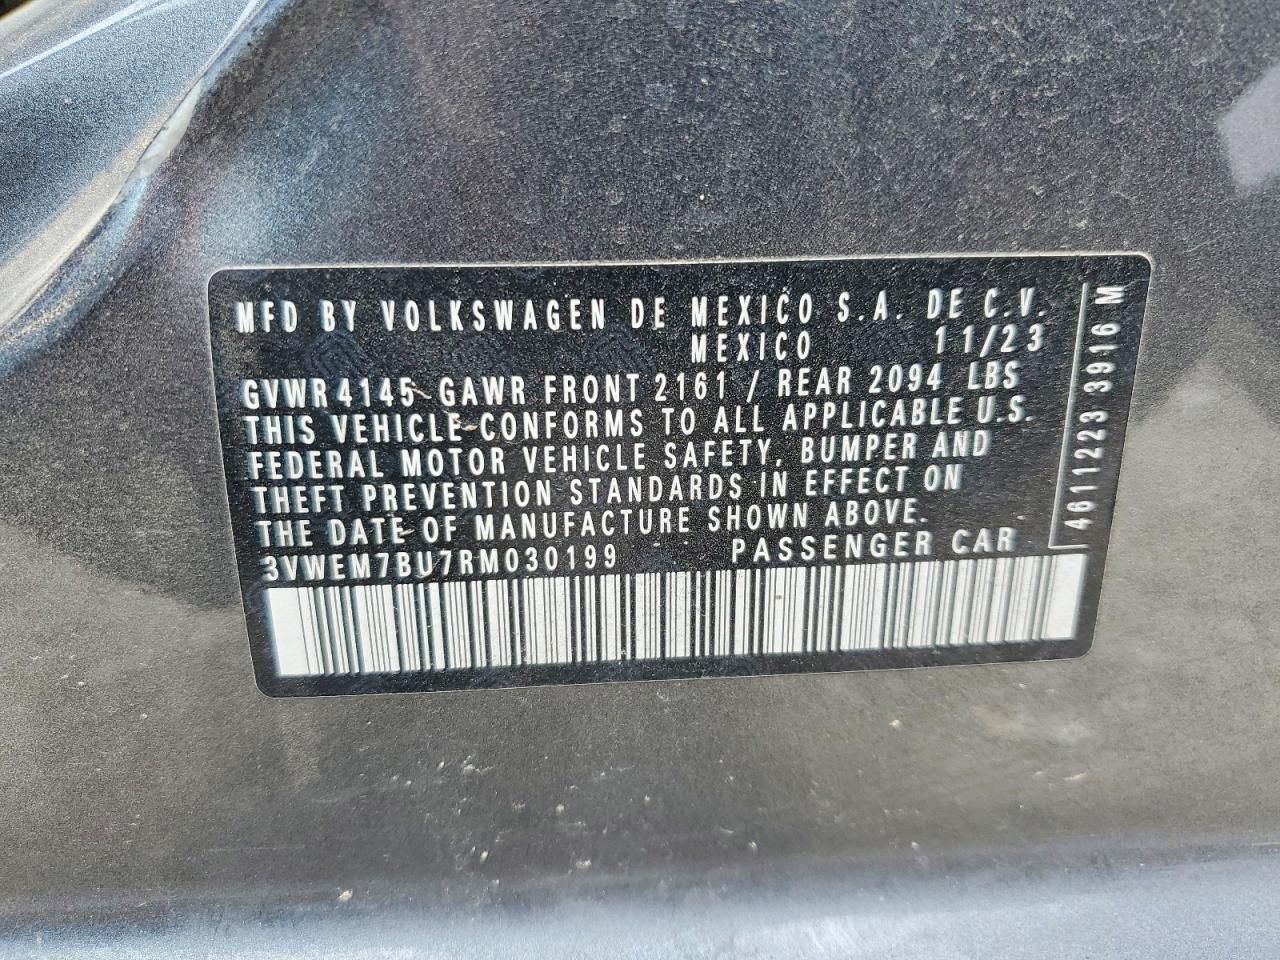 MFD BY VOLKSWAGEN DE MEXICO S.A. DE C.V.
MEXICO 11/23
GVWR 4145 GAWR FRONT 2161 / REAR 2094 LBS
THIS VEHICLE CONFORMS TO ALL APPLICABLE U.S.
FEDERAL MOTOR VEHICLE SAFETY, BUMPER AND
THEFT PREVENTION STANDARDS IN EFFECT ON
THE DATE OF MANUFACTURE SHOWN ABOVE.
3VWEM7BU7RM030199 PASSENGER CAR
4611223 3916 M